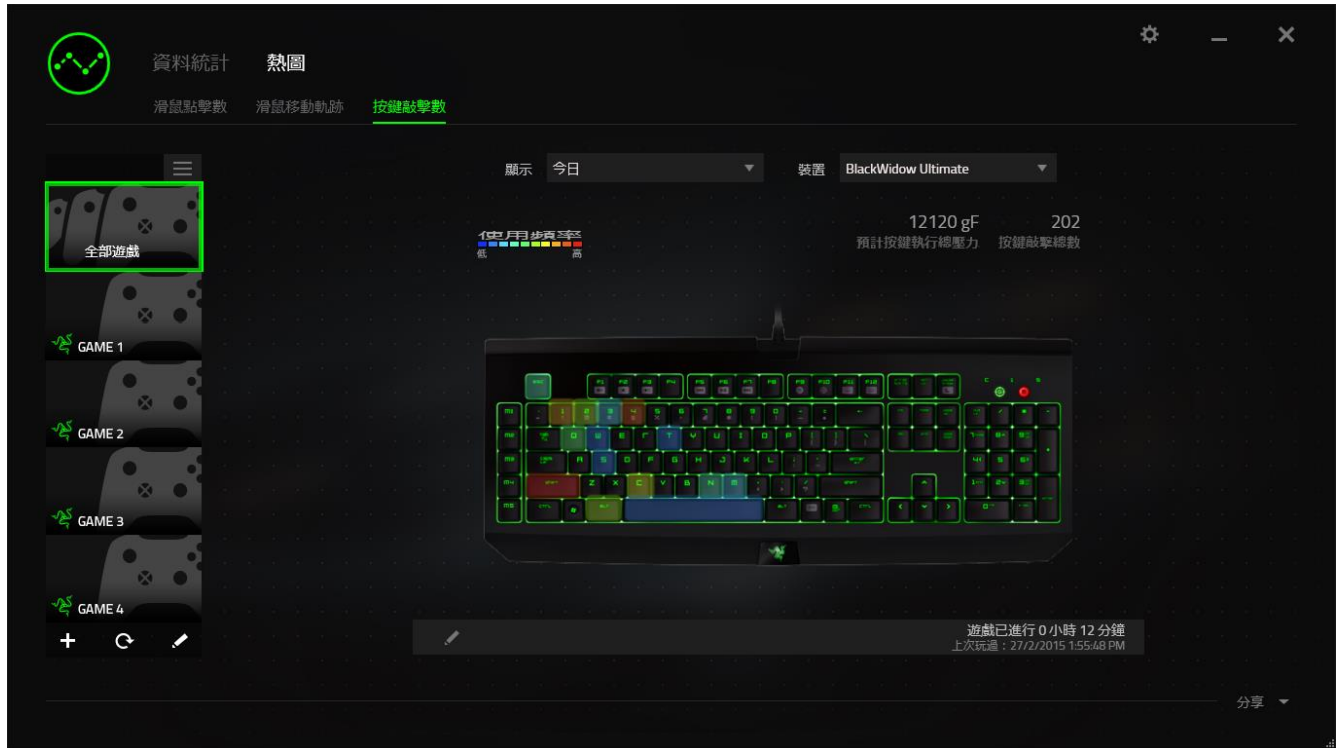 資料統計 熱圖
滑鼠點擊數 滑鼠移動軌跡 按鍵敲擊數
顯示 今日 裝置 BlackWidow Ultimate
全部遊戲
使用頻率
低 高
12120 gF 202
預計按鍵執行總壓力 按鍵敲擊總數
GAME 1
GAME 2
GAME 3
GAME 4
遊戲已進行 0 小時 12 分鐘
上次玩過:27/2/2015 1:55:48 PM
分享